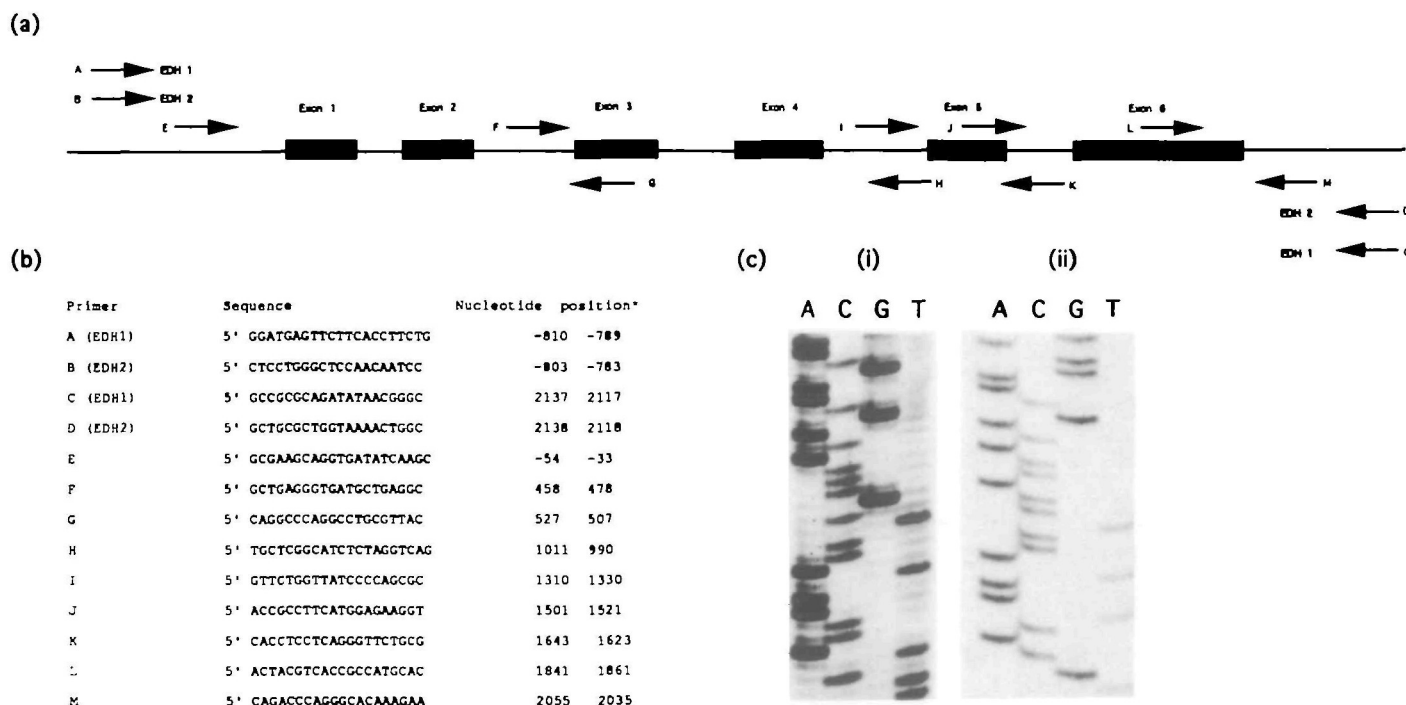 (a)
A EDH 1
B EDH 2
E Exon 1 Exon 2 F Exon 3 Exon 4 I Exon 5 J Exon 6 L
G H K M
EDH 2
EDH 1
(b) (c) (i) (ii)
Primer Sequence Nucleotide position*
A C G T A C G T
A (EDH1) 5' GGATGAGTTCTTCACCTTCTG -810 -789
B (EDH2) 5' CTCCTGGGCTCCAACAATCC -803 -783
C (EDH1) 5' GCCGCGCAGATATAACGGGC 2137 2117
D (EDH2) 5' GCTGCGCTGGTAAAACTGGC 2138 2118
E 5' GCGAAGCAGGTGATATCAAGC -54 -33
F 5' GCTGAGGGTGATGCTGAGGC 458 478
G 5' CAGGCCCAGGCCTGCGTTAC 527 507
H 5' TGCTCGGCATCTCTAGGTCAG 1011 990
I 5' GTTCTGGTTATCCCCAGCGC 1310 1330
J 5' ACCGCCTTCATGGAGAAGGT 1501 1521
K 5' CACCTCCTCAGGGTTCTGCG 1643 1623
L 5' ACTACGTCACCGCCATGCAC 1841 1861
M 5' CAGACCCAGGGCACAAAGAA 2055 2035